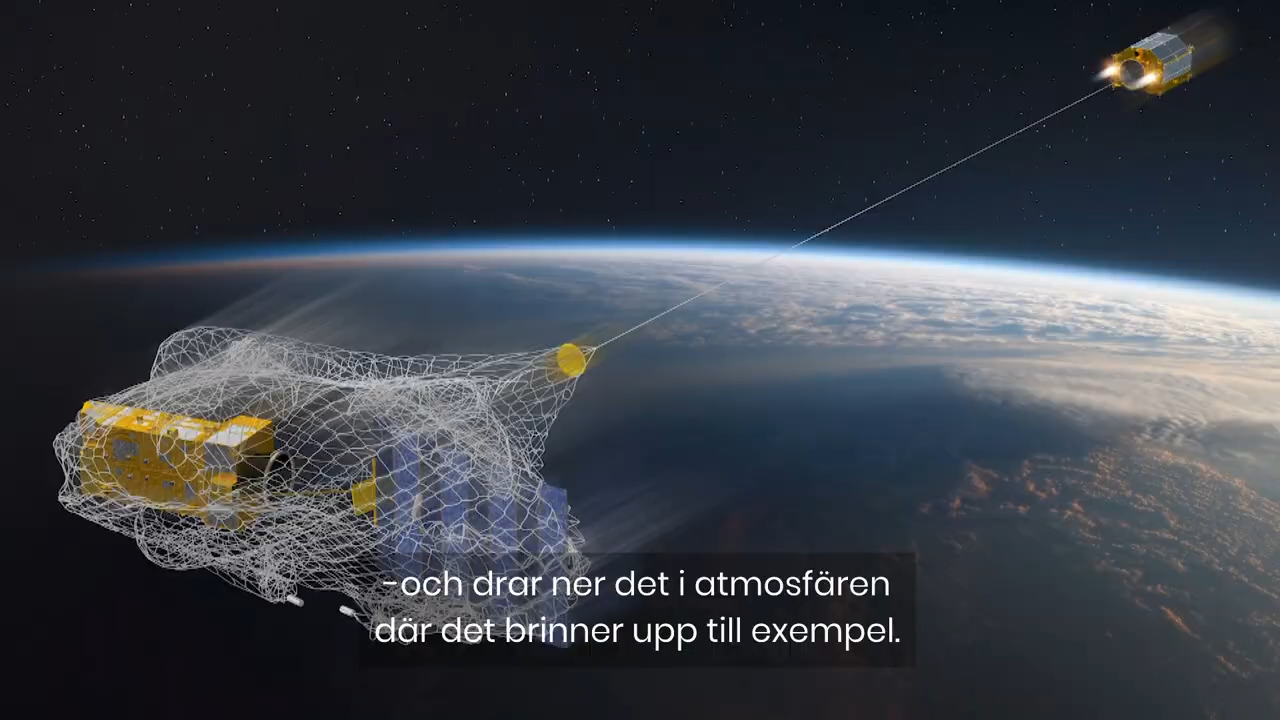 -och drar ner det i atmosfären
där det brinner upp till exempel.